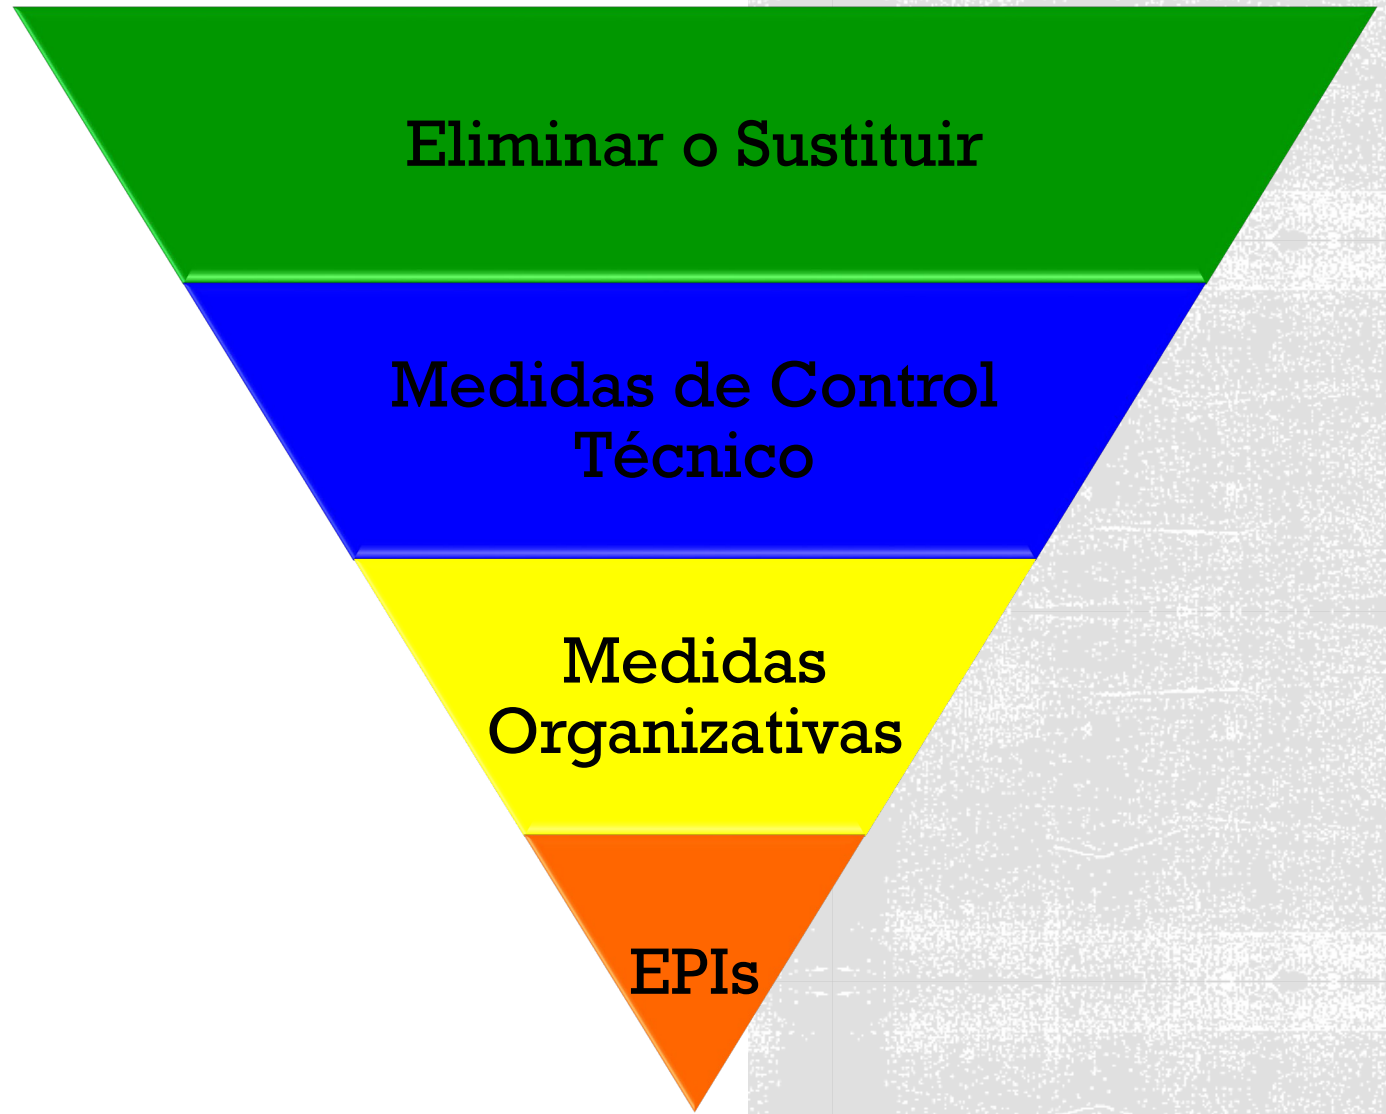 Eliminar o Sustituir
Medidas de Control
Técnico
Medidas
Organizativas
EPIs